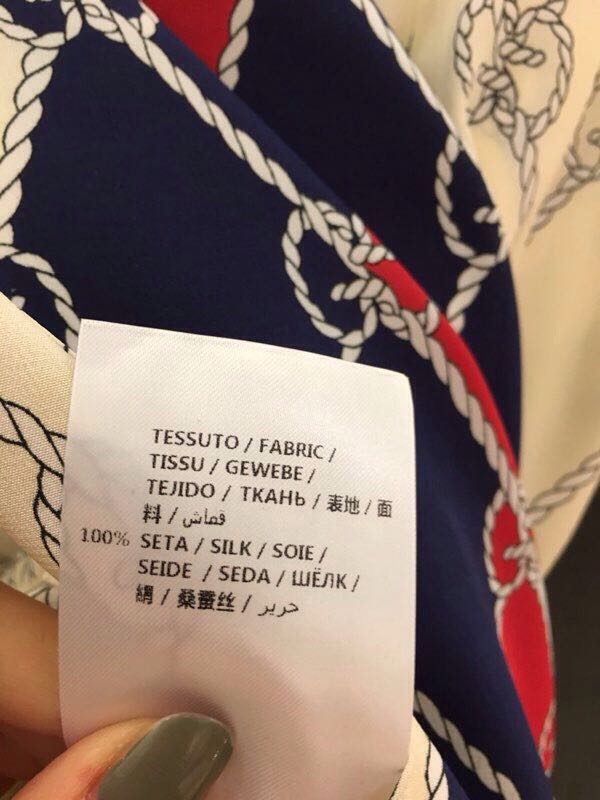 TESSUTO / FABRIC /
TISSU / GEWEBE /
TEJIDO / ТКАНЬ / 表地 / 面
料 / قماش
100% SETA / SILK / SOIE /
SEIDE / SEDA / ШЁЛК /
絹 / 桑蚕丝 / حرير